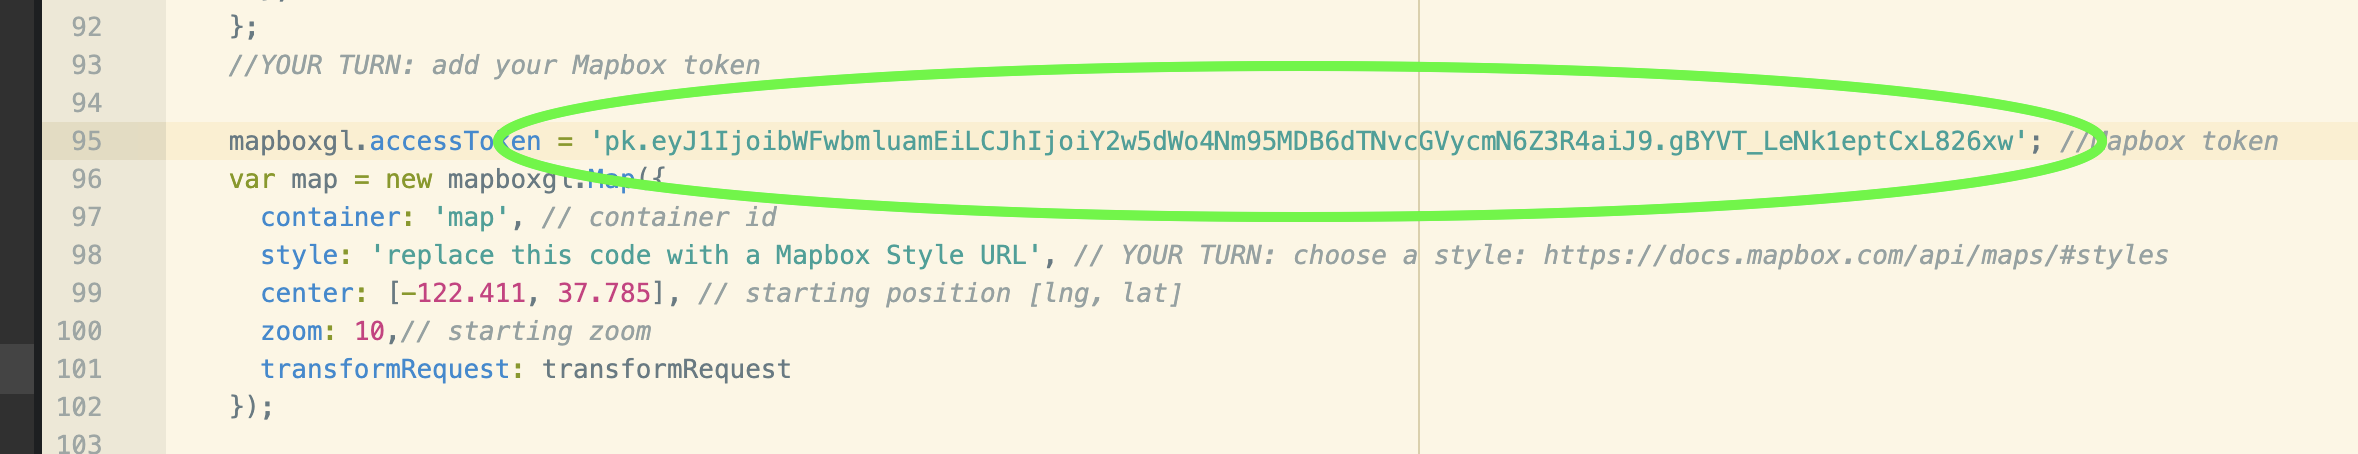 92 };
93 //YOUR TURN: add your Mapbox token
94
95 mapboxgl.accessToken = 'pk.eyJ1IjoibWFwbmluamEiLCJhIjoiY2w5dWo4Nm95MDB6dTNvcGVycmN6Z3R4aiJ9.gBYVT_LeNk1eptCxL826xw'; //Mapbox token
96 var map = new mapboxgl.Map({
97 container: 'map', // container id
98 style: 'replace this code with a Mapbox Style URL', // YOUR TURN: choose a style: https://docs.mapbox.com/api/maps/#styles
99 center: [-122.411, 37.785], // starting position [lng, lat]
100 zoom: 10,// starting zoom
101 transformRequest: transformRequest
102 });
103